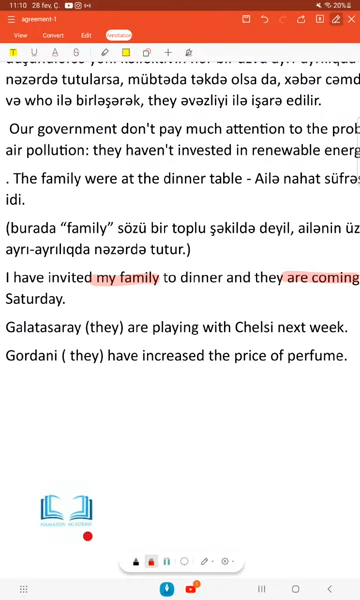 11:10 28 fev, Ç. 20%
agreement-1
View Convert Edit Annotation
nəzərdə tutularsa, mübtəda təkdə olsa da, xəbər cəmd
və who ilə birləşərək, they əvəzliyi ilə işarə edilir.
Our government don't pay much attention to the prob
air pollution: they haven't invested in renewable energ
. The family were at the dinner table - Ailə nahat süfrəs
idi.
(burada “family” sözü bir toplu şəkildə deyil, ailənin üz
ayrı-ayrılıqda nəzərdə tutur.)
I have invited my family to dinner and they are coming
Saturday.
Galatasaray (they) are playing with Chelsi next week.
Gordani ( they) have increased the price of perfume.